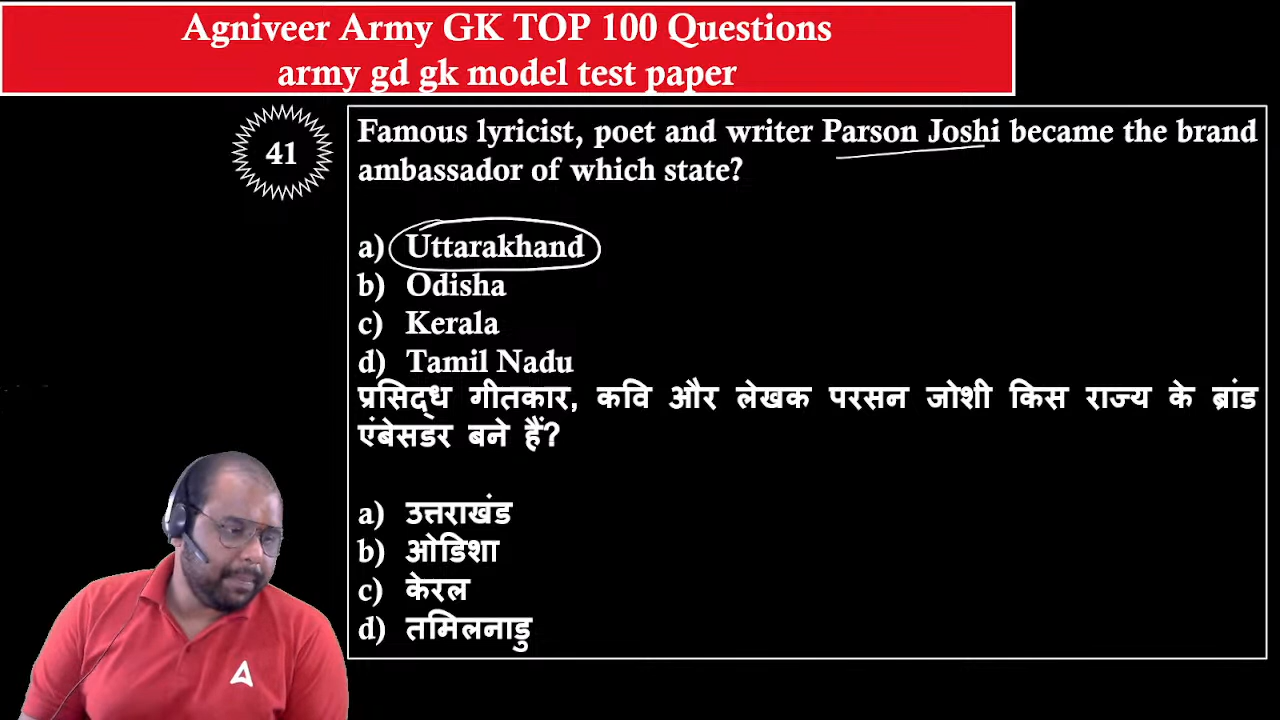 Agniveer Army GK TOP 100 Questions
army gd gk model test paper
41
Famous lyricist, poet and writer Parson Joshi became the brand
ambassador of which state?
a) Uttarakhand
b) Odisha
c) Kerala
d) Tamil Nadu
प्रसिद्ध गीतकार, कवि और लेखक परसन जोशी किस राज्य के ब्रांड
एंबेसडर बने हैं?
a) उत्तराखंड
b) ओडिशा
c) केरल
d) तमिलनाडु